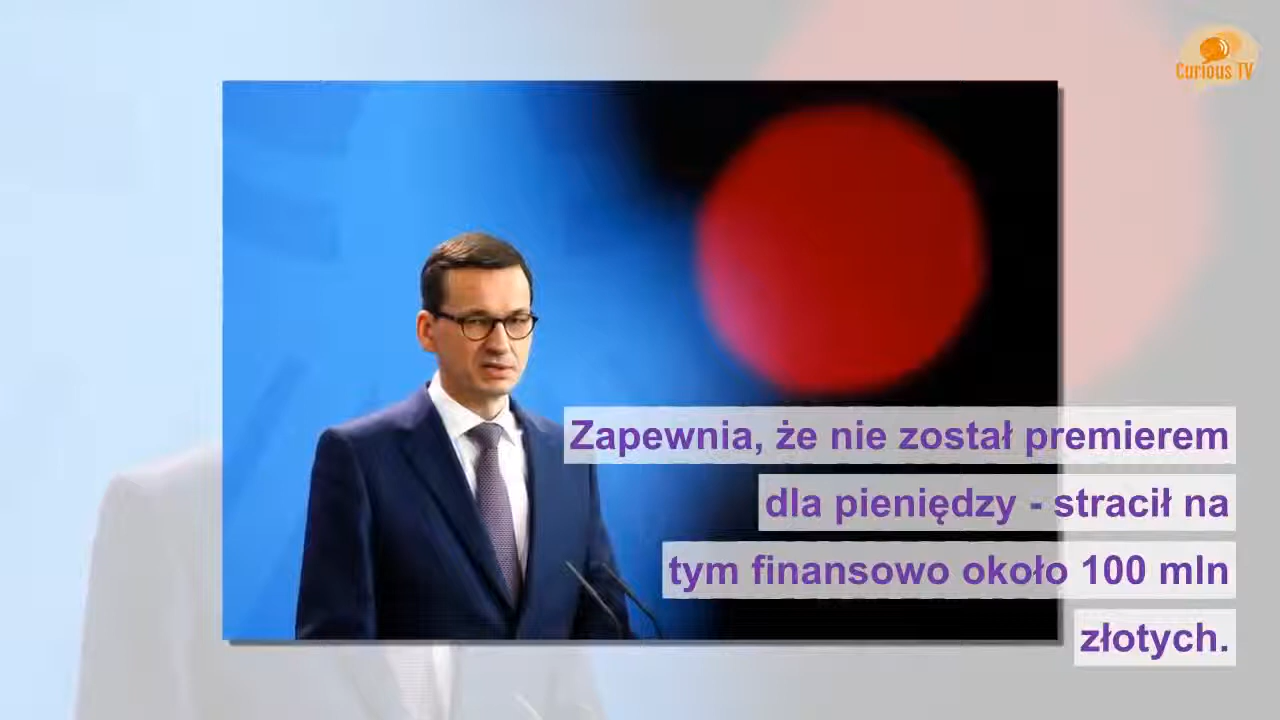 Curious TV
Zapewnia, że nie został premierem
dla pieniędzy - stracił na
tym finansowo około 100 mln
złotych.